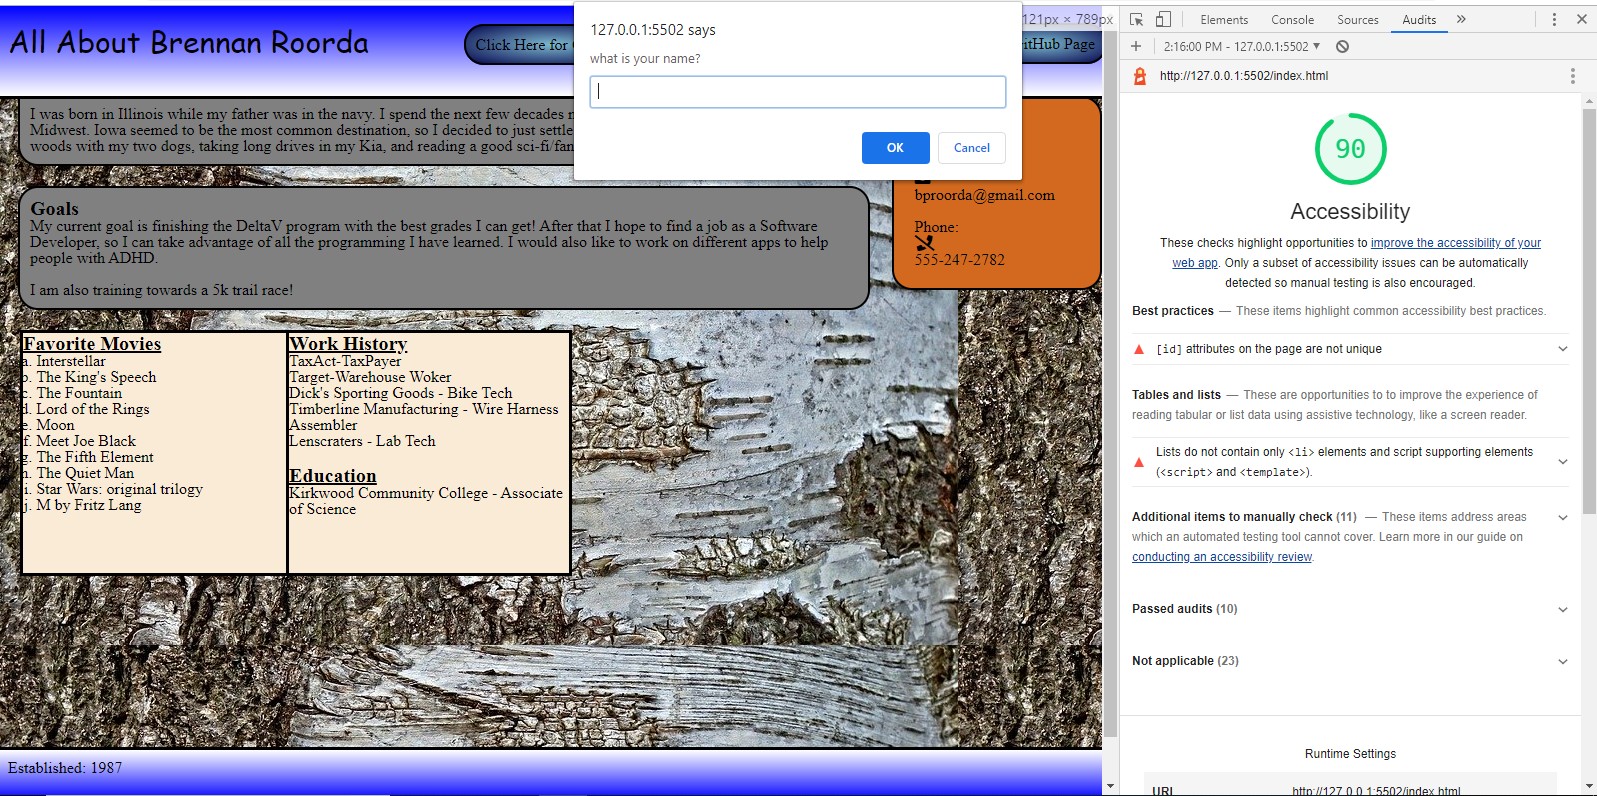 All About Brennan Roorda
Click Here for
itHub Page
121px × 789px
127.0.0.1:5502 says
what is your name?
OK
Cancel
I was born in Illinois while my father was in the navy. I spend the next few decades
Midwest. Iowa seemed to be the most common destination, so I decided to just settle
woods with my two dogs, taking long drives in my Kia, and reading a good sci-fi/fan
bproorda@gmail.com
Phone:
555-247-2782
Goals
My current goal is finishing the DeltaV program with the best grades I can get! After that I hope to find a job as a Software
Developer, so I can take advantage of all the programming I have learned. I would also like to work on different apps to help
people with ADHD.
I am also training towards a 5k trail race!
Favorite Movies
a. Interstellar
b. The King's Speech
c. The Fountain
d. Lord of the Rings
e. Moon
f. Meet Joe Black
g. The Fifth Element
h. The Quiet Man
i. Star Wars: original trilogy
j. M by Fritz Lang
Work History
TaxAct-TaxPayer
Target-Warehouse Woker
Dick's Sporting Goods - Bike Tech
Timberline Manufacturing - Wire Harness
Assembler
Lenscraters - Lab Tech
Education
Kirkwood Community College - Associate
of Science
Established: 1987
Elements
Console
Sources
Audits
»
2:16:00 PM - 127.0.0.1:5502
http://127.0.0.1:5502/index.html
90
Accessibility
These checks highlight opportunities to improve the accessibility of your
web app. Only a subset of accessibility issues can be automatically
detected so manual testing is also encouraged.
Best practices — These items highlight common accessibility best practices.
[id] attributes on the page are not unique
Tables and lists — These are opportunities to to improve the experience of
reading tabular or list data using assistive technology, like a screen reader.
Lists do not contain only <li> elements and script supporting elements
(<script> and <template>).
Additional items to manually check (11) — These items address areas
which an automated testing tool cannot cover. Learn more in our guide on
conducting an accessibility review.
Passed audits (10)
Not applicable (23)
Runtime Settings
URL
http://127.0.0.1:5502/index.html